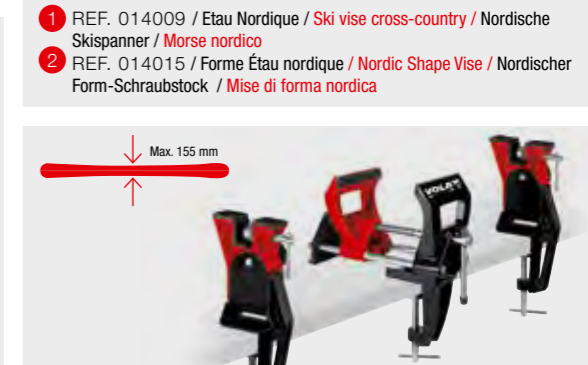 1 REF. 014009 / Etau Nordique / Ski vise cross-country / Nordische
Skispanner / Morse nordico
2 REF. 014015 / Forme Étau nordique / Nordic Shape Vise / Nordischer
Form-Schraubstock / Mise di forma nordica
Max. 155 mm
VOLA